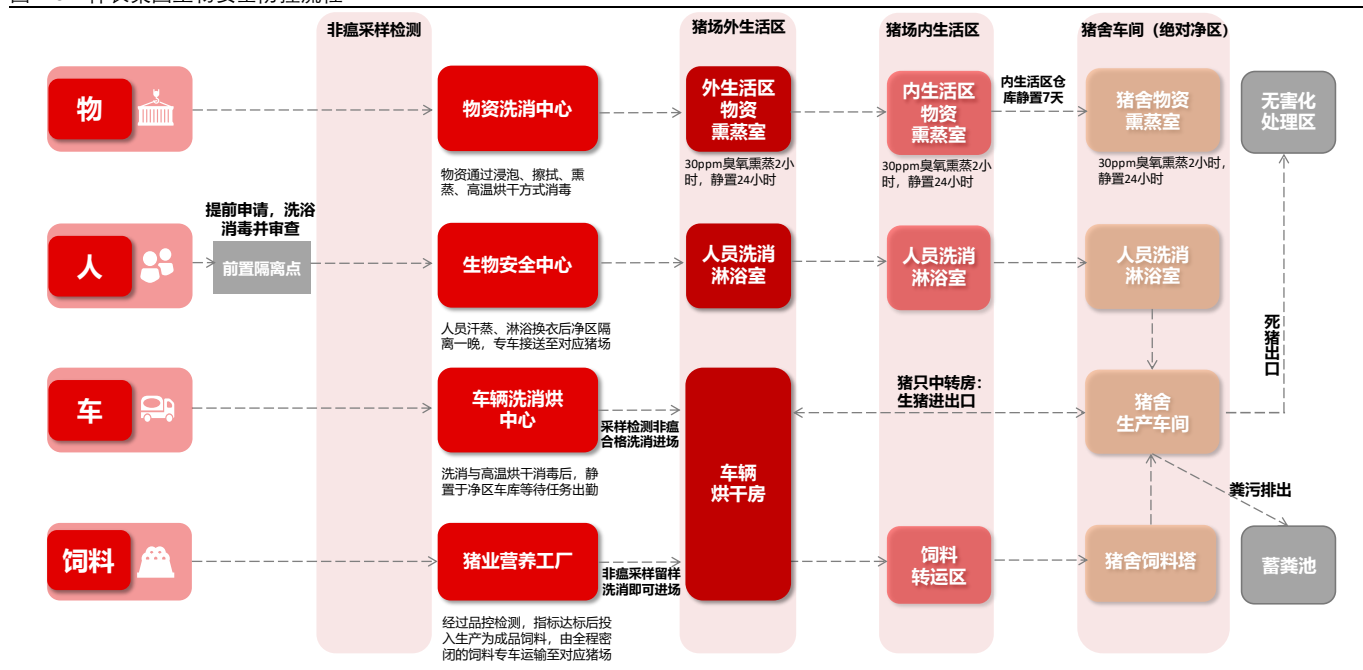 非瘟采样检测
猪场外生活区
猪场内生活区
猪舍车间（绝对净区）
物
物资洗消中心
物资通过浸泡、擦拭、熏
蒸、高温烘干方式消毒
外生活区
物资
熏蒸室
30ppm臭氧熏蒸2小
时，静置24小时
内生活区
物资
熏蒸室
30ppm臭氧熏蒸2小
时，静置24小时
内生活区仓
库静置7天
猪舍物资
熏蒸室
30ppm臭氧熏蒸2小时，
静置24小时
无害化
处理区
提前申请，洗浴
消毒并审查
人
前置隔离点
生物安全中心
人员汗蒸、淋浴换衣后净区隔
离一晚，专车接送至对应猪场
人员洗消
淋浴室
人员洗消
淋浴室
人员洗消
淋浴室
死猪出口
车
车辆洗消烘
中心
洗消与高温烘干消毒后，静
置于净区车库等待任务出勤
采样检测非瘟
合格洗消进场
车辆
烘干房
猪只中转房：
生猪进出口
猪舍
生产车间
粪污排出
饲料
猪业营养工厂
经过品控检测，指标达标后投
入生产为成品饲料，由全程密
闭的饲料专车运输至对应猪场
非瘟采样留样
洗消即可进场
饲料
转运区
猪舍饲料塔
蓄粪池